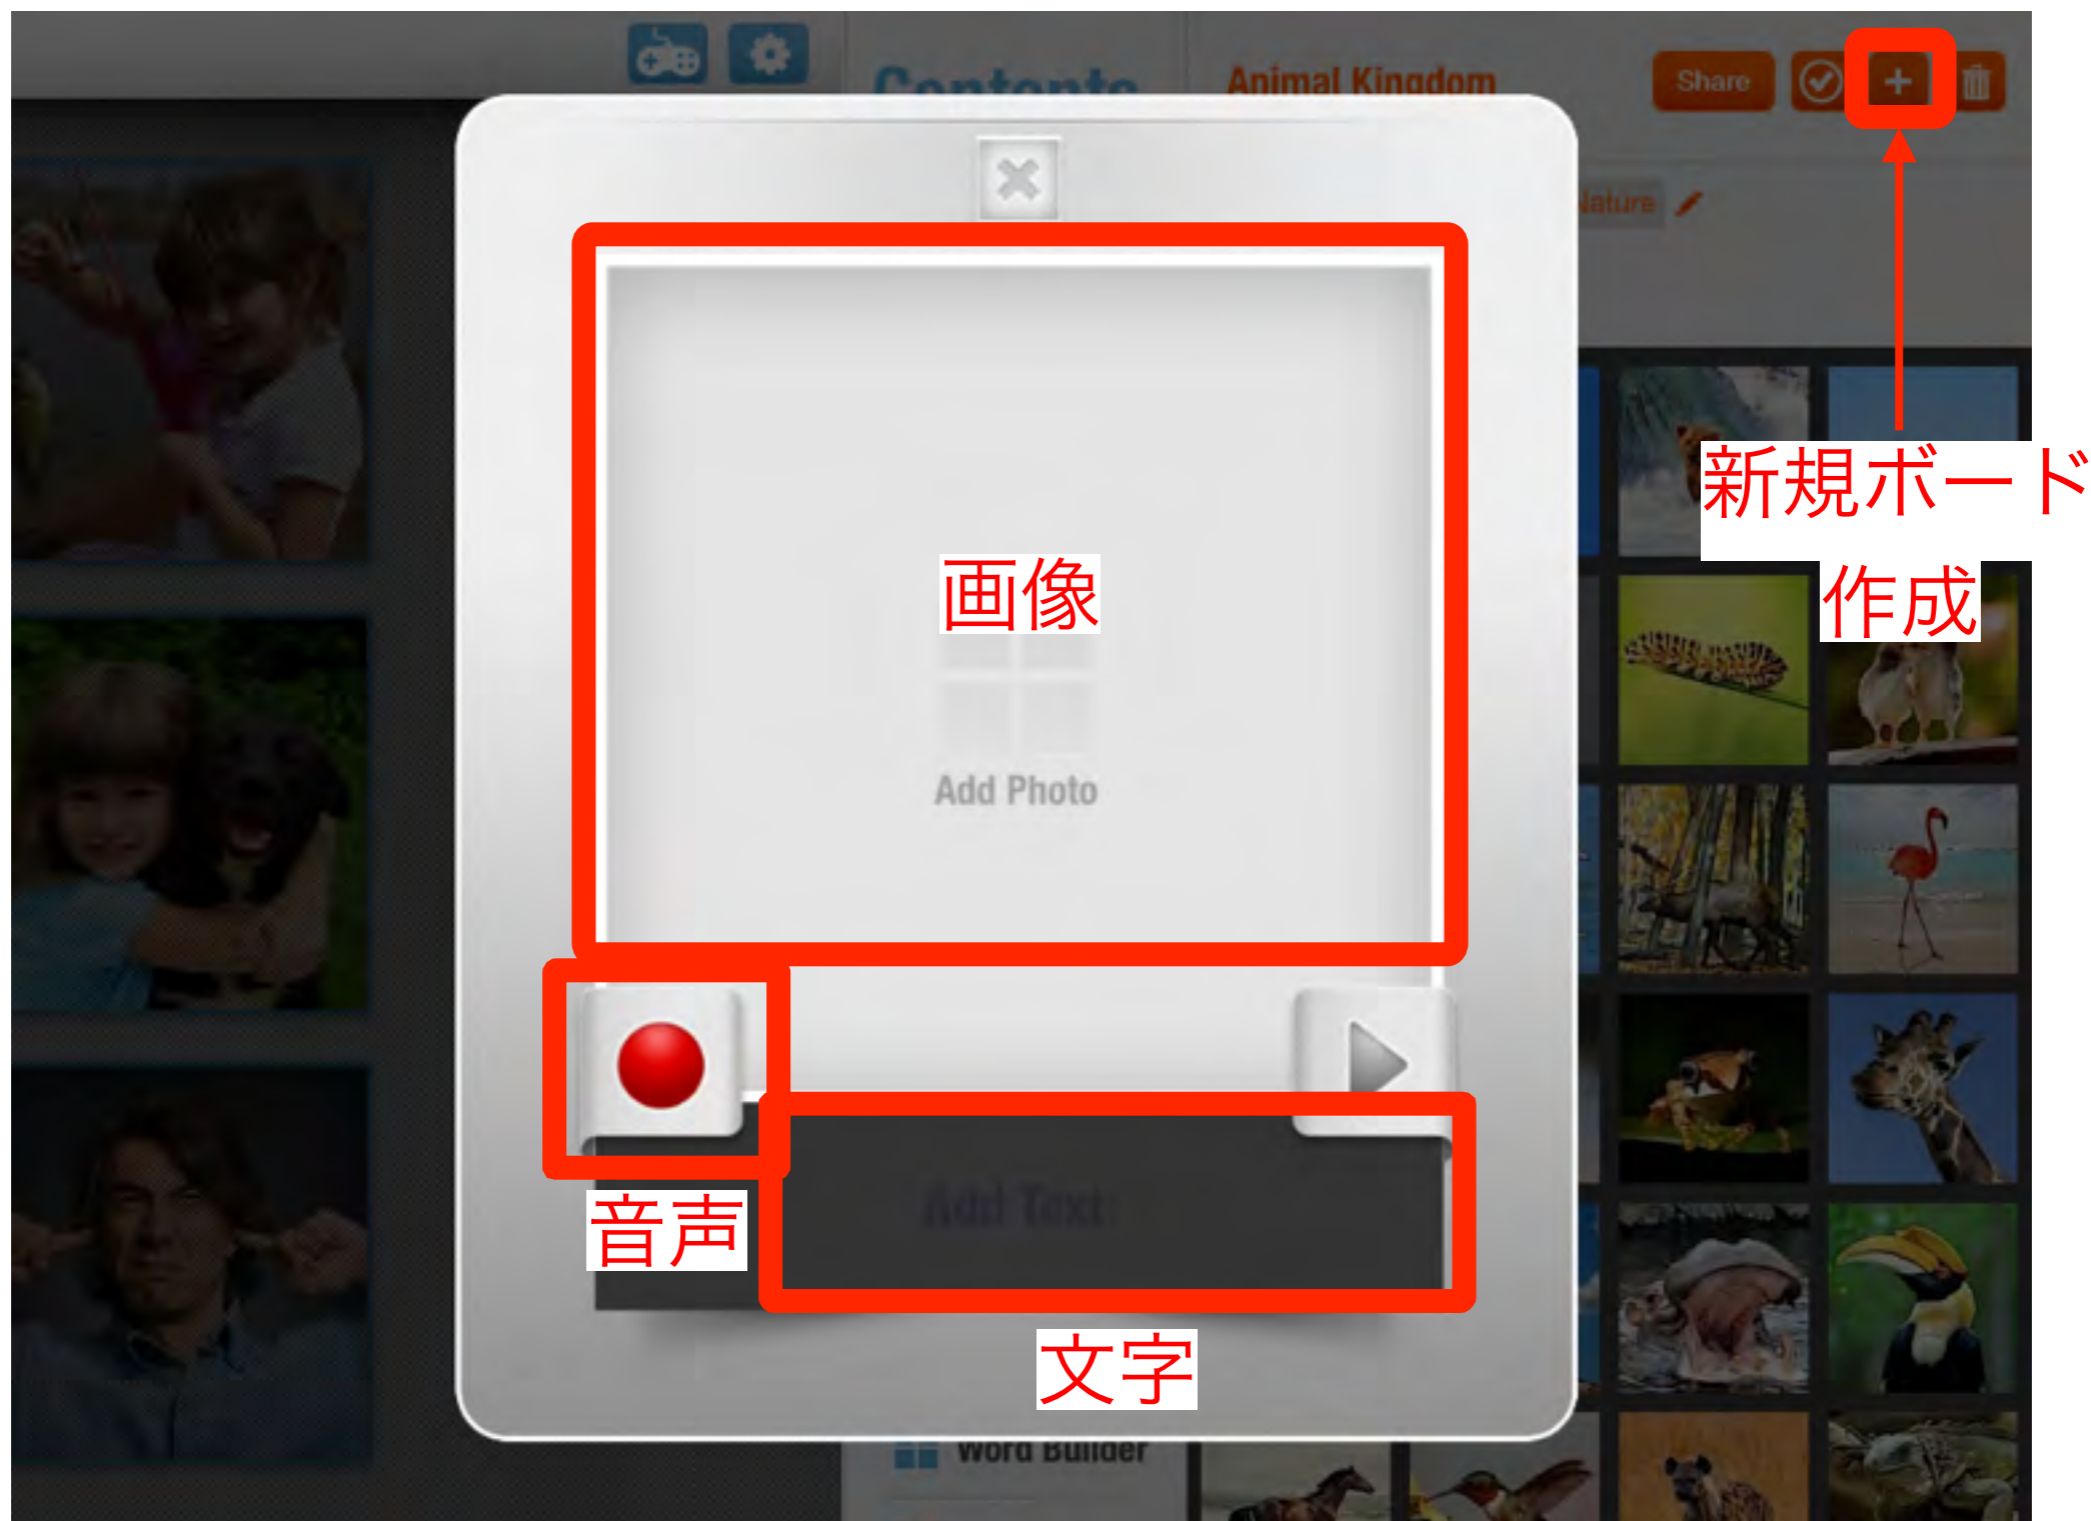 Contents
Animal Kingdom
Share
Nature
新規ボード
作成
画像
Add Photo
音声
Add Text:
文字
Word Builder